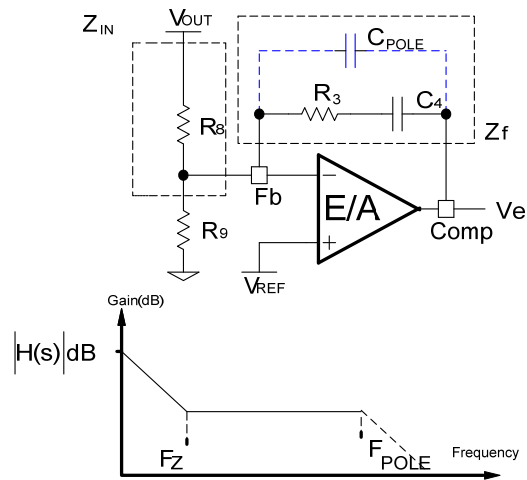 ZIN
VOUT
CPOLE
R3
C4
R8
Zf
Fb
E/A
Ve
Comp
R9
VREF
Gain(dB)
|H(s)|dB
FZ
FPOLE
Frequency